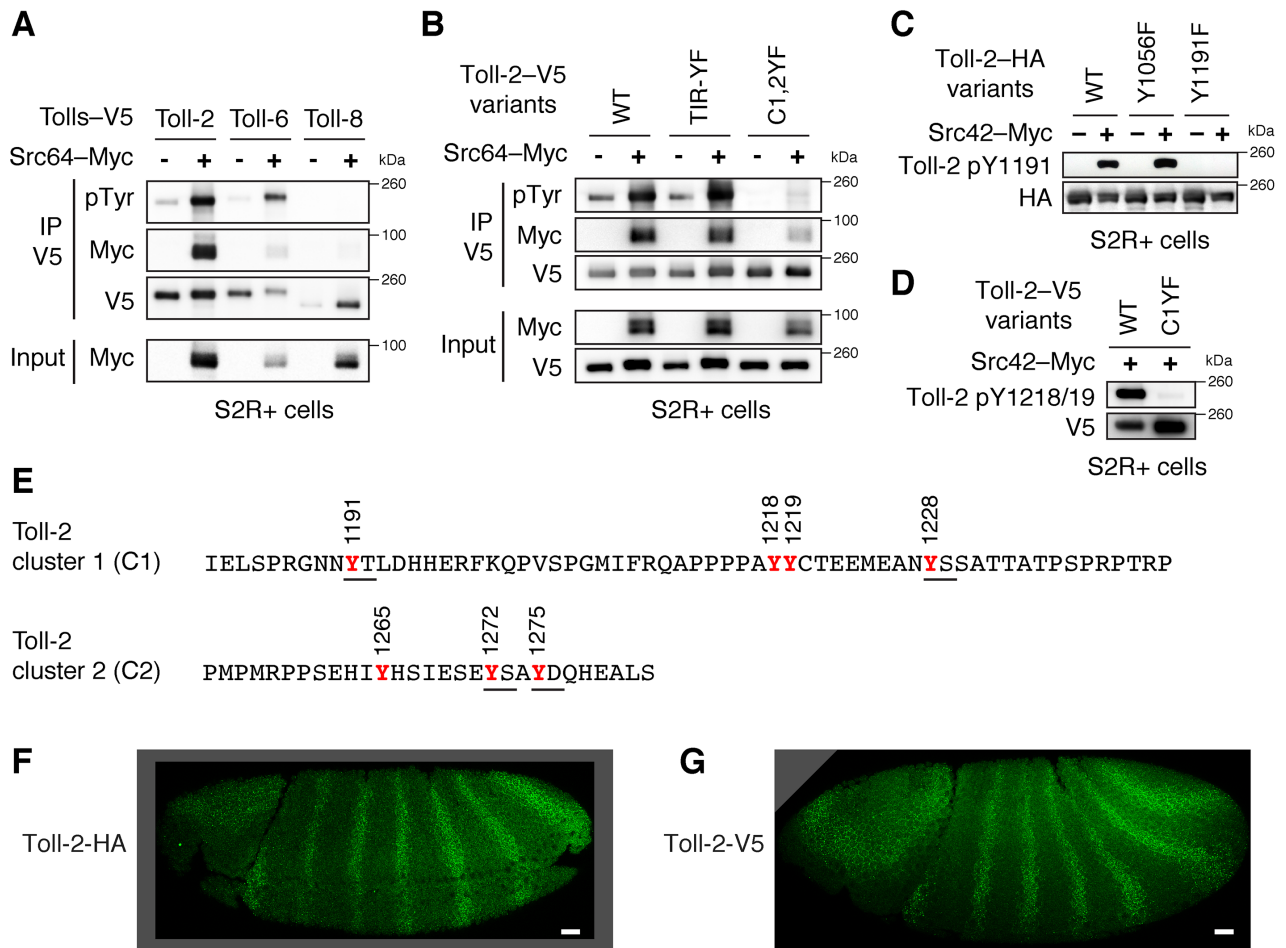 A
Tolls–V5
Toll-2 Toll-6 Toll-8
Src64–Myc - + - + - + kDa
IP V5
pTyr 260
Myc 100
V5 260
Input Myc 100
S2R+ cells
B
Toll-2–V5 variants
WT TIR-YF C1,2YF
Src64–Myc - + - + - + kDa
IP V5
pTyr 260
Myc 100
V5 260
Input
Myc 100
V5 260
S2R+ cells
C
Toll-2–HA variants
WT Y1056F Y1191F
Src42–Myc – + – + – + kDa
Toll-2 pY1191 260
HA 260
S2R+ cells
D
Toll-2–V5 variants
WT C1YF
Src42–Myc + + kDa
Toll-2 pY1218/19 260
V5 260
S2R+ cells
E
1191 1218 1219 1228
Toll-2 cluster 1 (C1)
IELSPRGNNYTLDHHERFKQPVSPGMIFRQAPPPPAYYCTEEMEANYSSATTATPSPRPTRP
1265 1272 1275
Toll-2 cluster 2 (C2)
PMPMRPPSEHIYHSIESEYSAYDQHEALS
F
Toll-2-HA
G
Toll-2-V5